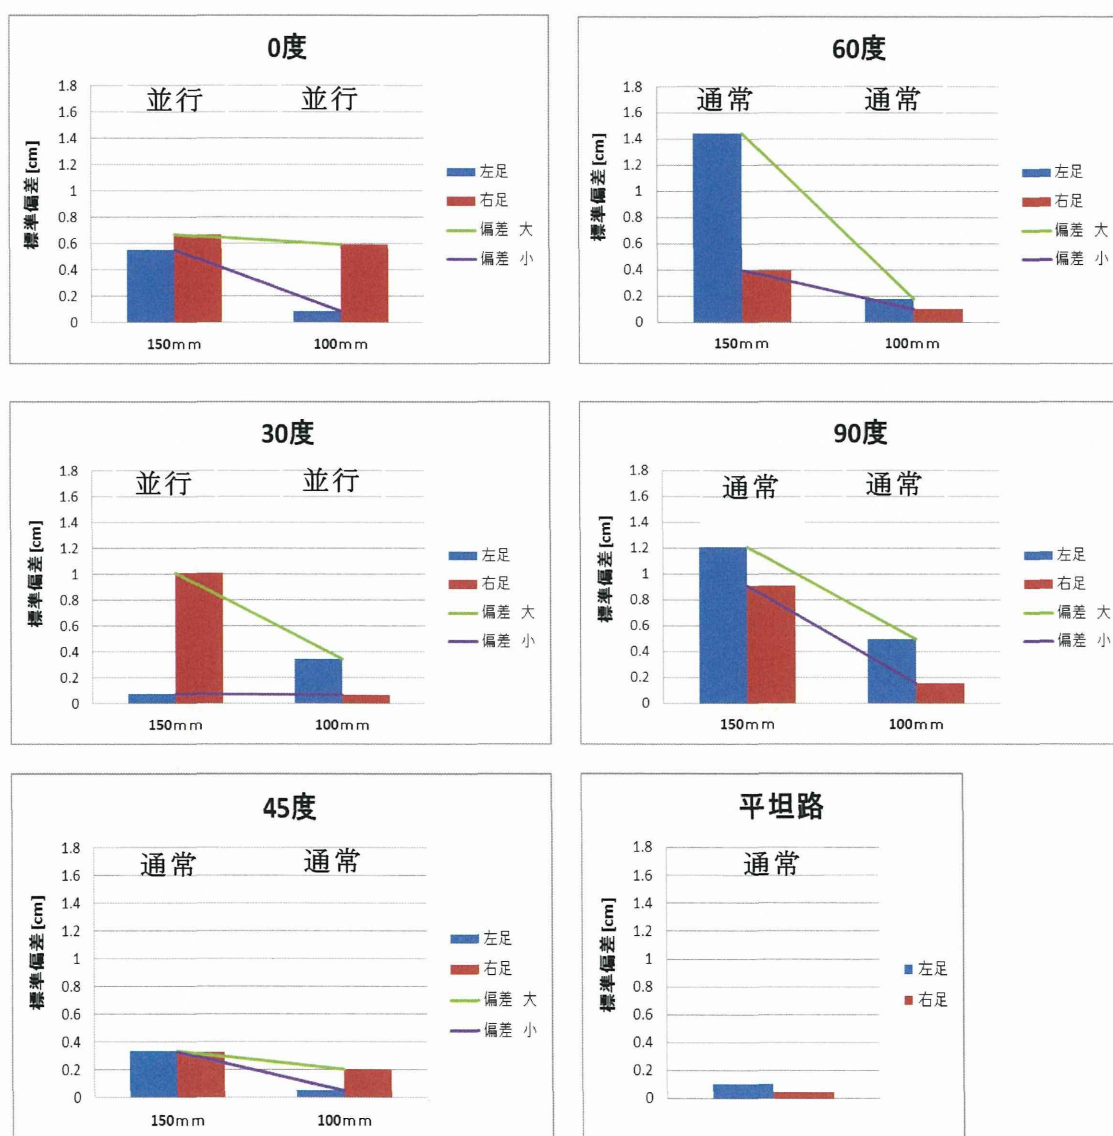 0度
並行 並行
1.8
1.6
1.4
1.2
1
0.8
0.6
0.4
0.2
0
標準偏差[cm]
150mm 100mm
左足
右足
偏差 大
偏差 小
60度
通常 通常
1.8
1.6
1.4
1.2
1
0.8
0.6
0.4
0.2
0
標準偏差[cm]
150mm 100mm
左足
右足
偏差 大
偏差 小
30度
並行 並行
1.8
1.6
1.4
1.2
1
0.8
0.6
0.4
0.2
0
標準偏差[cm]
150mm 100mm
左足
右足
偏差 大
偏差 小
90度
通常 通常
1.8
1.6
1.4
1.2
1
0.8
0.6
0.4
0.2
0
標準偏差[cm]
150mm 100mm
左足
右足
偏差 大
偏差 小
45度
通常 通常
1.8
1.6
1.4
1.2
1
0.8
0.6
0.4
0.2
0
標準偏差[cm]
150mm 100mm
左足
右足
偏差 大
偏差 小
平坦路
通常
1.8
1.6
1.4
1.2
1
0.8
0.6
0.4
0.2
0
標準偏差[cm]
左足
右足